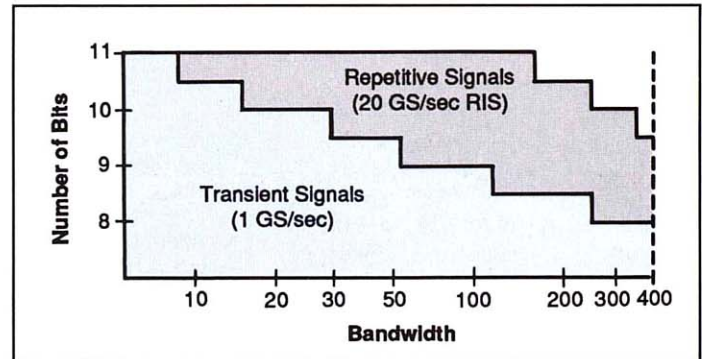 11
10
9
8
Number of Bits
Repetitive Signals
(20 GS/sec RIS)
Transient Signals
(1 GS/sec)
10 20 30 50 100 200 300 400
Bandwidth